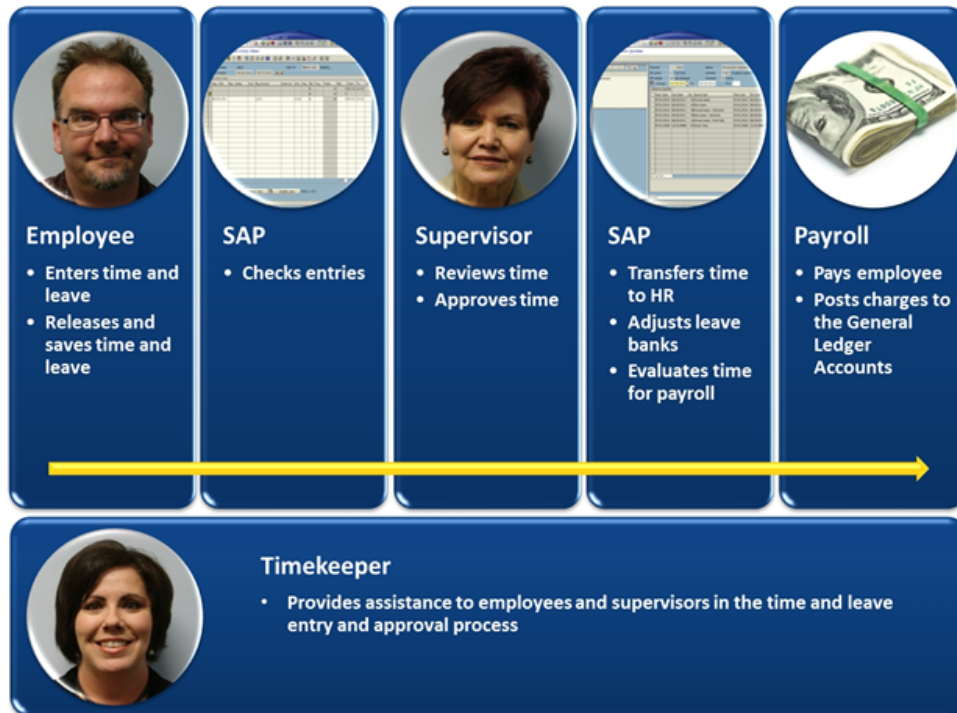 Employee
• Enters time and
leave
• Releases and
saves time and
leave
SAP
• Checks entries
Supervisor
• Reviews time
• Approves time
SAP
• Transfers time
to HR
• Adjusts leave
banks
• Evaluates time
for payroll
Payroll
• Pays employee
• Posts charges to
the General
Ledger
Accounts
Timekeeper
• Provides assistance to employees and supervisors in the time and leave
entry and approval process